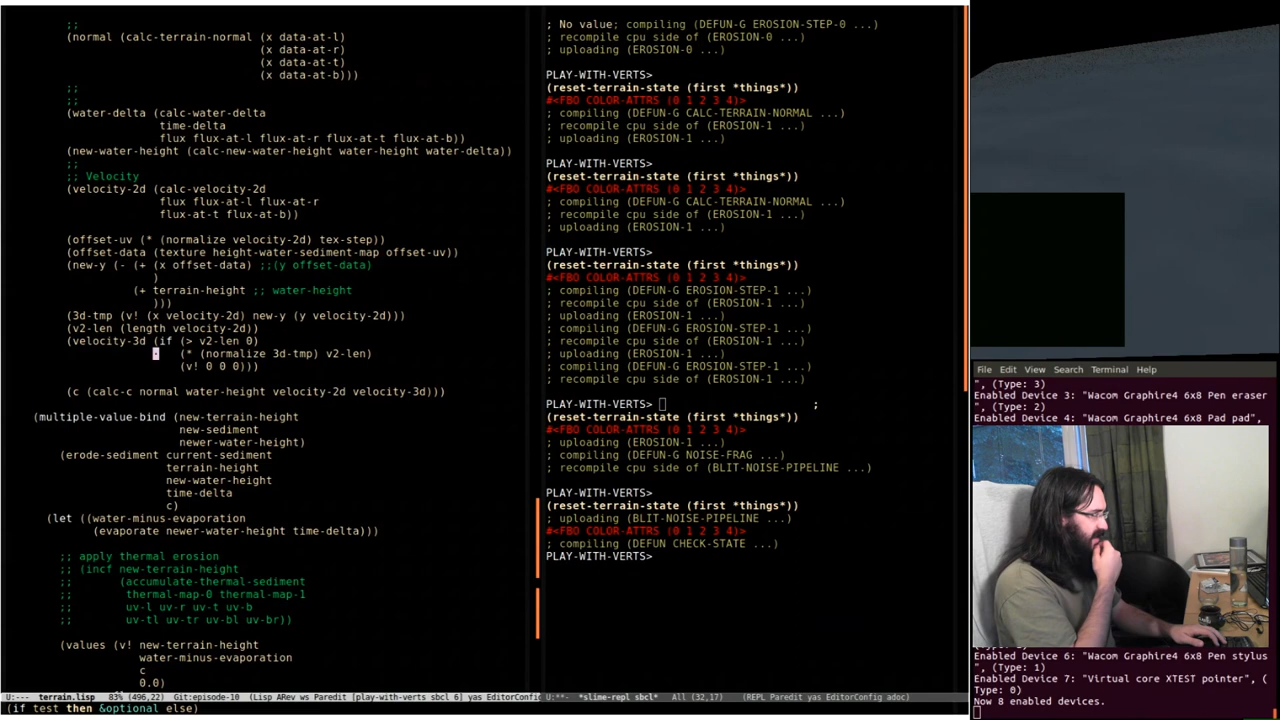 ;;
(normal (calc-terrain-normal (x data-at-l)
(x data-at-r)
(x data-at-t)
(x data-at-b)))
;;
;;
(water-delta (calc-water-delta
time-delta
flux flux-at-l flux-at-r flux-at-t flux-at-b))
(new-water-height (calc-new-water-height water-height water-delta))
;;
;; Velocity
(velocity-2d (calc-velocity-2d
flux flux-at-l flux-at-r
flux-at-t flux-at-b))
(offset-uv (* (normalize velocity-2d) tex-step))
(offset-data (texture height-water-sediment-map offset-uv))
(new-y (- (+ (x offset-data) ;;(y offset-data)
)
(+ terrain-height ;; water-height
)))
(3d-tmp (v! (x velocity-2d) new-y (y velocity-2d)))
(v2-len (length velocity-2d))
(velocity-3d (if (> v2-len 0)
(* (normalize 3d-tmp) v2-len)
(v! 0 0 0)))
(c (calc-c normal water-height velocity-2d velocity-3d)))
(multiple-value-bind (new-terrain-height
new-sediment
newer-water-height)
(erode-sediment current-sediment
terrain-height
new-water-height
time-delta
c)
(let ((water-minus-evaporation
(evaporate newer-water-height time-delta)))
;; apply thermal erosion
;; (incf new-terrain-height
;; (accumulate-thermal-sediment
;; thermal-map-0 thermal-map-1
;; uv-l uv-r uv-t uv-b
;; uv-tl uv-tr uv-bl uv-br))
(values (v! new-terrain-height
water-minus-evaporation
c
0.0)
U:--- terrain.lisp 83% (496,22) Git:episode-10 (Lisp ARev ws Paredit [play-with-verts sbcl 6] yas EditorConfig
(if test then &optional else)
; No value; compiling (DEFUN-G EROSION-STEP-0 ...)
; recompile cpu side of (EROSION-0 ...)
; uploading (EROSION-0 ...)
PLAY-WITH-VERTS>
(reset-terrain-state (first *things*))
#<FBO COLOR-ATTRS (0 1 2 3 4)>
; compiling (DEFUN-G CALC-TERRAIN-NORMAL ...)
; recompile cpu side of (EROSION-1 ...)
; uploading (EROSION-1 ...)
PLAY-WITH-VERTS>
(reset-terrain-state (first *things*))
#<FBO COLOR-ATTRS (0 1 2 3 4)>
; compiling (DEFUN-G CALC-TERRAIN-NORMAL ...)
; recompile cpu side of (EROSION-1 ...)
; uploading (EROSION-1 ...)
PLAY-WITH-VERTS>
(reset-terrain-state (first *things*))
#<FBO COLOR-ATTRS (0 1 2 3 4)>
; compiling (DEFUN-G EROSION-STEP-1 ...)
; recompile cpu side of (EROSION-1 ...)
; uploading (EROSION-1 ...)
; compiling (DEFUN-G EROSION-STEP-1 ...)
; recompile cpu side of (EROSION-1 ...)
; uploading (EROSION-1 ...)
; compiling (DEFUN-G EROSION-STEP-1 ...)
; recompile cpu side of (EROSION-1 ...)
PLAY-WITH-VERTS> ;
(reset-terrain-state (first *things*))
#<FBO COLOR-ATTRS (0 1 2 3 4)>
; uploading (EROSION-1 ...)
; compiling (DEFUN-G NOISE-FRAG ...)
; recompile cpu side of (BLIT-NOISE-PIPELINE ...)
PLAY-WITH-VERTS>
(reset-terrain-state (first *things*))
; uploading (BLIT-NOISE-PIPELINE ...)
#<FBO COLOR-ATTRS (0 1 2 3 4)>
; compiling (DEFUN CHECK-STATE ...)
PLAY-WITH-VERTS>
U:**- *slime-repl sbcl* All (32,17) (REPL Paredit yas EditorConfig adoc)
File Edit View Search Terminal Help
", (Type: 3)
Enabled Device 3: "Wacom Graphire4 6x8 Pen eraser
", (Type: 2)
Enabled Device 4: "Wacom Graphire4 6x8 Pad pad",
Enabled Device 6: "Wacom Graphire4 6x8 Pen stylus
", (Type: 1)
Enabled Device 7: "Virtual core XTEST pointer", (
Type: 0)
Now 8 enabled devices.